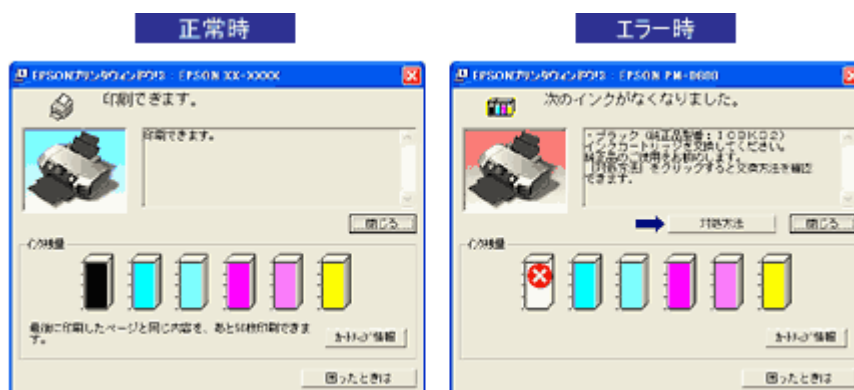 正常時
EPSONプリンタウィンドウ!3 : EPSON XX-XXXX
印刷できます。
印刷できます。
閉じる
インク残量
最後に印刷したページと同じ内容を、あと50枚印刷できま
す。
カートリッジ情報
困ったときは
エラー時
EPSONプリンタウィンドウ!3 : EPSON PM-D800
次のインクがなくなりました。
・ブラック (純正品型番：
インクカートリッジを交換してください。
純正品のご使用をお勧めします。
[対処方法] をクリックすると交換方法を確認
できます。
対処方法
閉じる
インク残量
カートリッジ情報
困ったときは